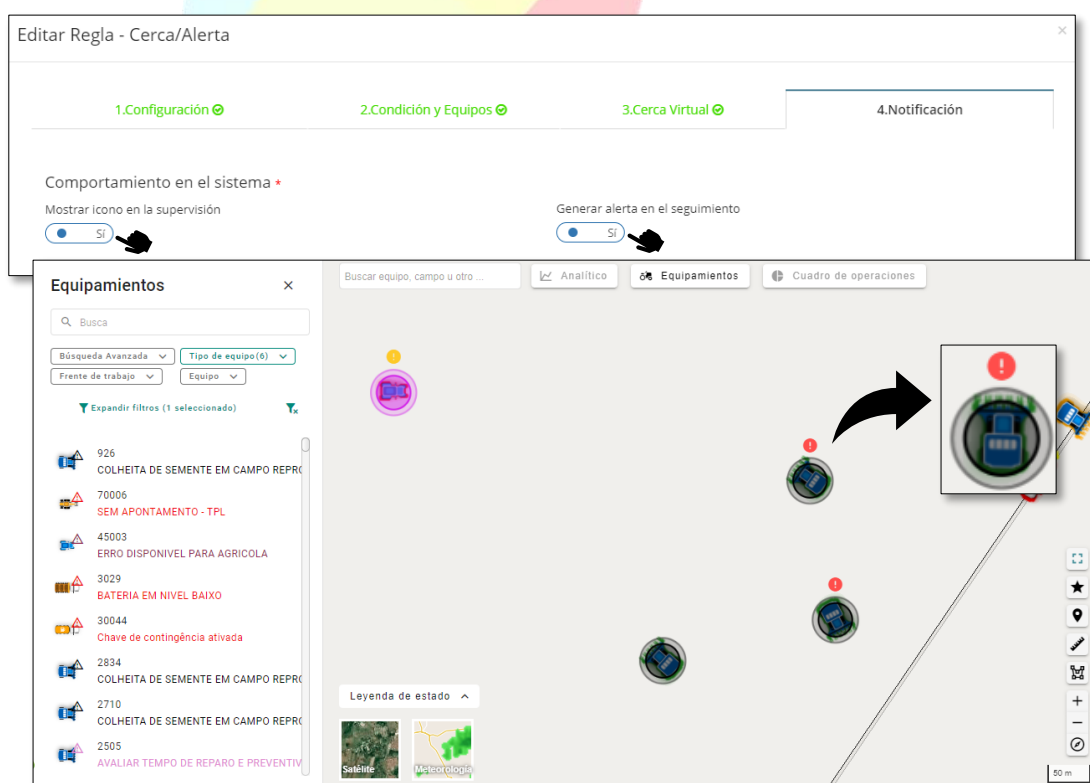 Editar Regla - Cerca/Alerta
×
1.Configuración
2.Condición y Equipos
3.Cerca Virtual
4.Notificación
Comportamiento en el sistema *
Mostrar icono en la supervisión
Generar alerta en el seguimiento
Sí
Sí
Equipamientos ×
Busca
Búsqueda Avanzada
Tipo de equipo(6)
Frente de trabajo
Equipo
Expandir filtros (1 seleccionado)
926
COLHEITA DE SEMENTE EM CAMPO REPRO
70006
SEM APONTAMENTO - TPL
45003
ERRO DISPONIVEL PARA AGRICOLA
3029
BATERIA EM NIVEL BAIXO
30044
Chave de contingência ativada
2834
COLHEITA DE SEMENTE EM CAMPO REPRO
2710
COLHEITA DE SEMENTE EM CAMPO REPRO
2505
AVALIAR TEMPO DE REPARO E PREVENTIV
Buscar equipo, campo u otro ...
Analítico
Equipamientos
Cuadro de operaciones
Leyenda de estado
Satélite
Meteorología
+
−
50 m